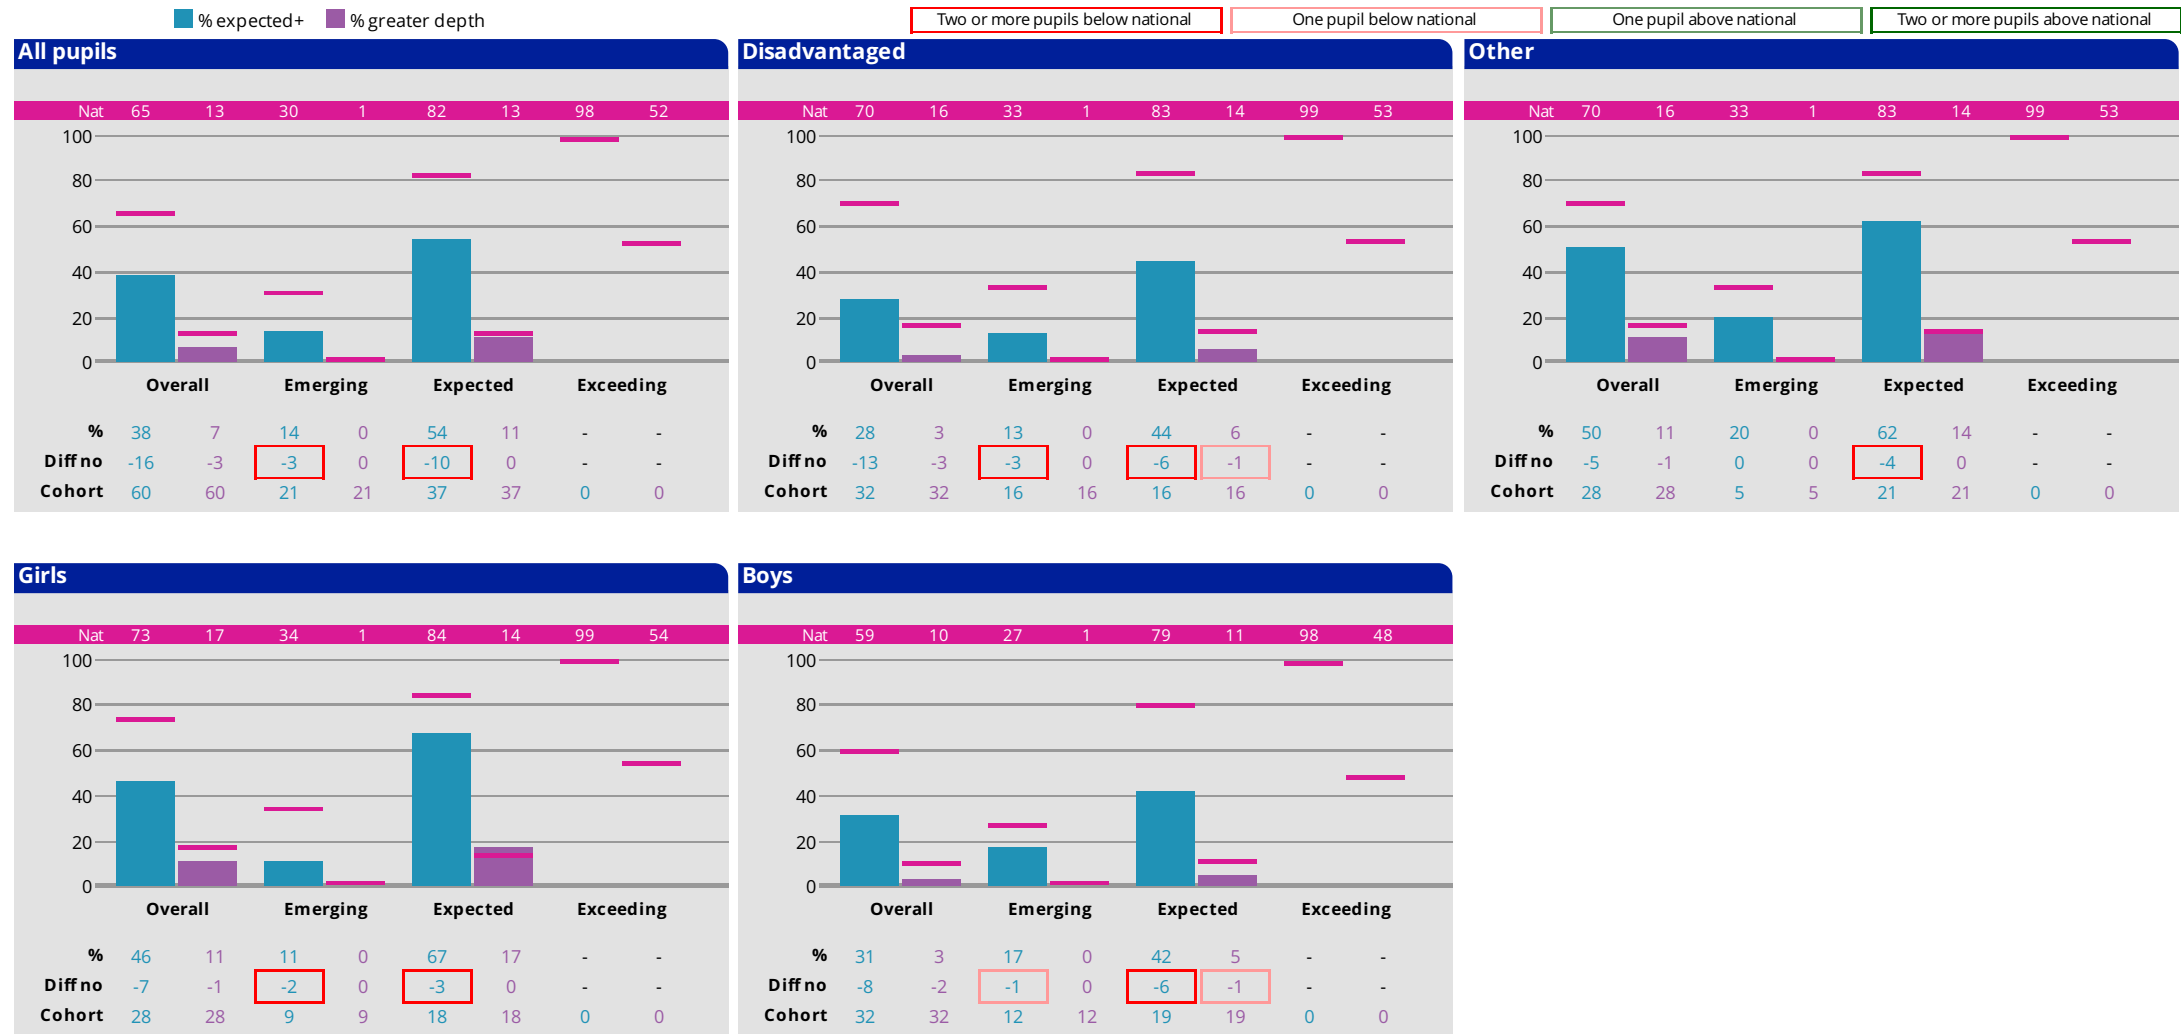 % expected+ % greater depth Two or more pupils below national One pupil below national One pupil above national Two or more pupils above national
All pupils
Nat 65 13 30 1 82 13 98 52
100
80
60
40
20
0
Overall Emerging Expected Exceeding
% 38 7 14 0 54 11 - -
Diff no -16 -3 -3 0 -10 0 - -
Cohort 60 60 21 21 37 37 0 0
Disadvantaged
Nat 70 16 33 1 83 14 99 53
100
80
60
40
20
0
Overall Emerging Expected Exceeding
% 28 3 13 0 44 6 - -
Diff no -13 -3 -3 0 -6 -1 - -
Cohort 32 32 16 16 16 16 0 0
Other
Nat 70 16 33 1 83 14 99 53
100
80
60
40
20
0
Overall Emerging Expected Exceeding
% 50 11 20 0 62 14 - -
Diff no -5 -1 0 0 -4 0 - -
Cohort 28 28 5 5 21 21 0 0
Girls
Nat 73 17 34 1 84 14 99 54
100
80
60
40
20
0
Overall Emerging Expected Exceeding
% 46 11 11 0 67 17 - -
Diff no -7 -1 -2 0 -3 0 - -
Cohort 28 28 9 9 18 18 0 0
Boys
Nat 59 10 27 1 79 11 98 48
100
80
60
40
20
0
Overall Emerging Expected Exceeding
% 31 3 17 0 42 5 - -
Diff no -8 -2 -1 0 -6 -1 - -
Cohort 32 32 12 12 19 19 0 0